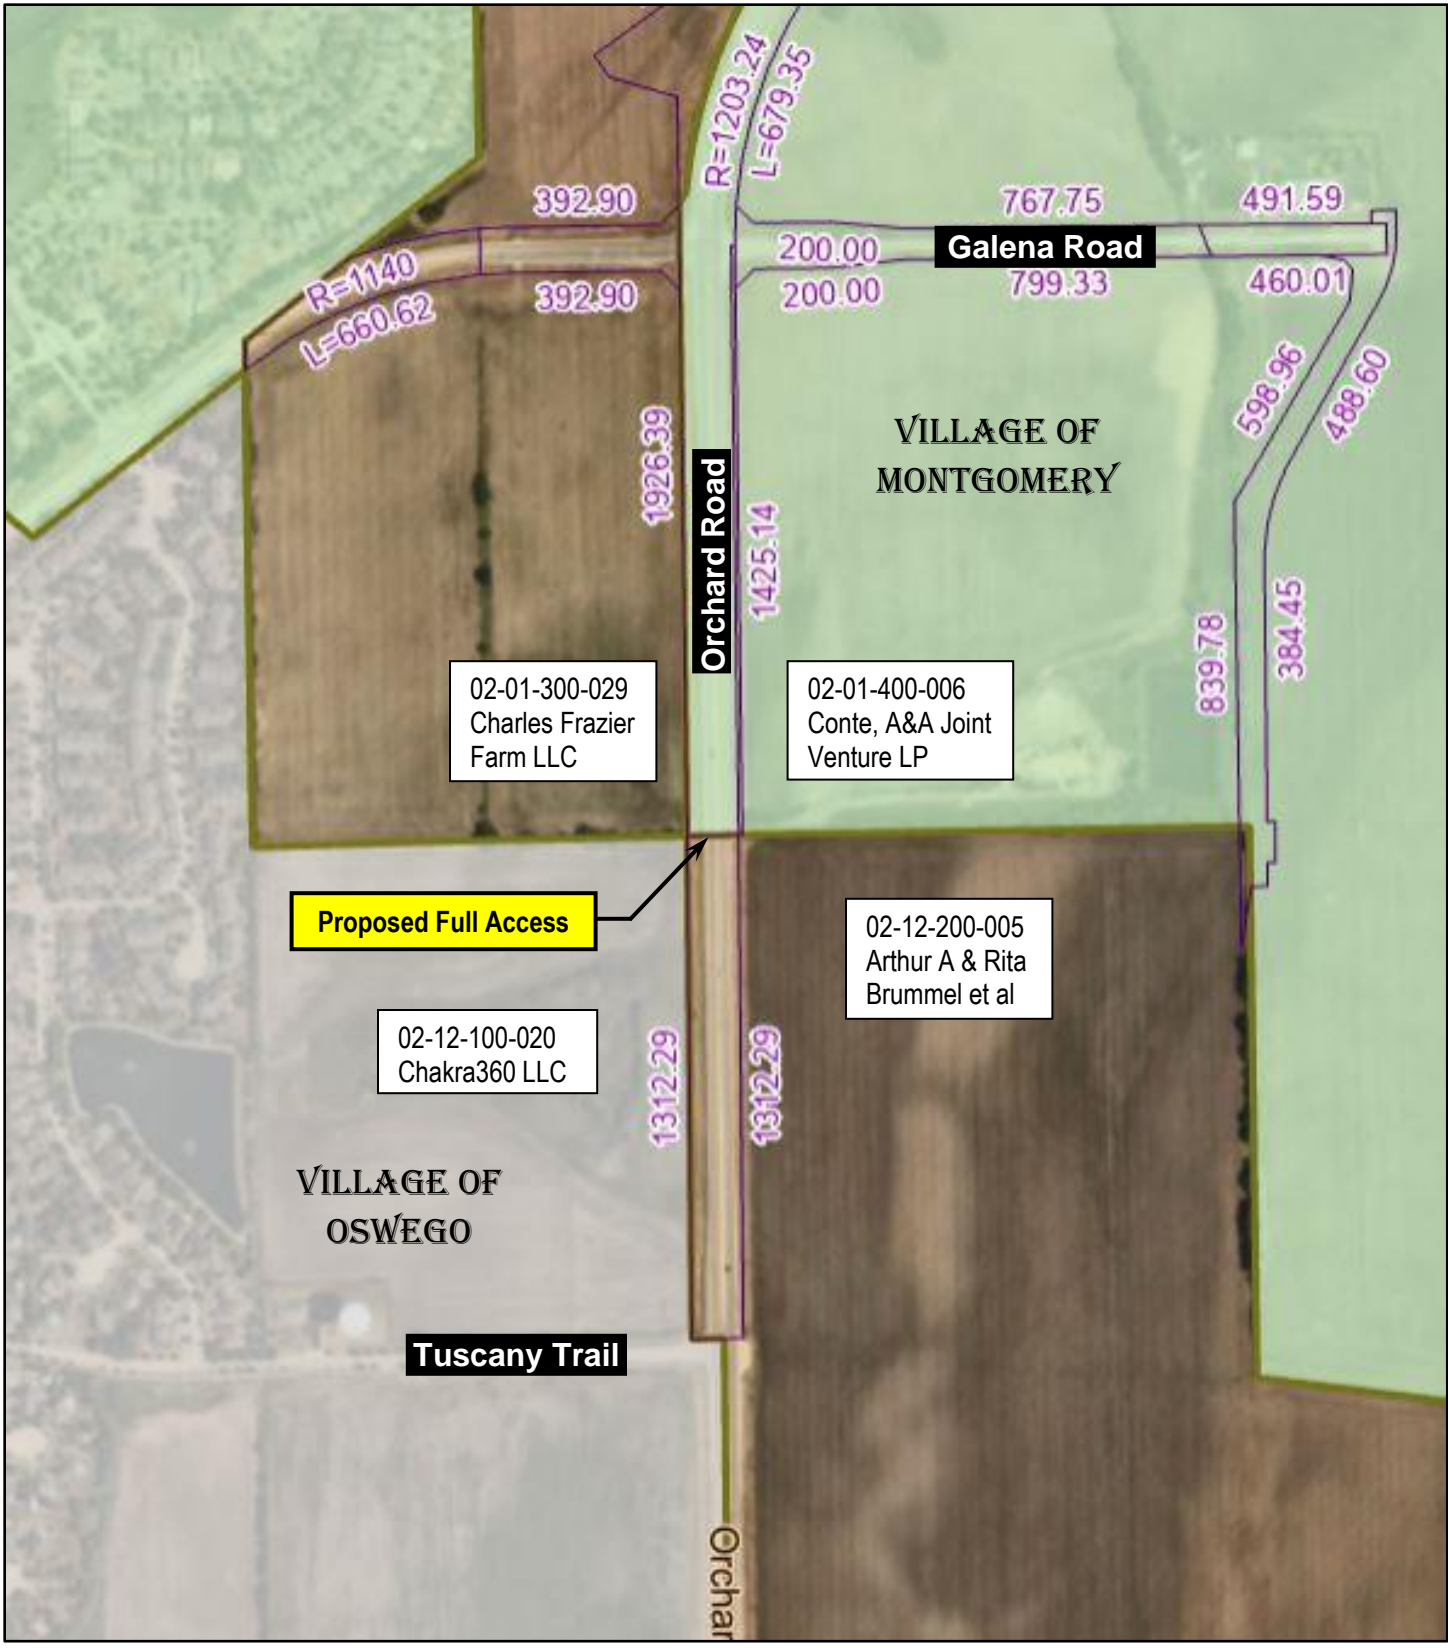 R=1203.24
L=679.35
392.90
767.75
491.59
200.00
Galena Road
R=1140
L=660.62
392.90
200.00
799.33
460.01
598.96
488.60
1926.39
Orchard Road
1425.14
VILLAGE OF
MONTGOMERY
839.78
384.45
02-01-300-029
Charles Frazier
Farm LLC
02-01-400-006
Conte, A&A Joint
Venture LP
Proposed Full Access
02-12-200-005
Arthur A & Rita
Brummel et al
02-12-100-020
Chakra360 LLC
1312.29
1312.29
VILLAGE OF
OSWEGO
Tuscany Trail
Orchar